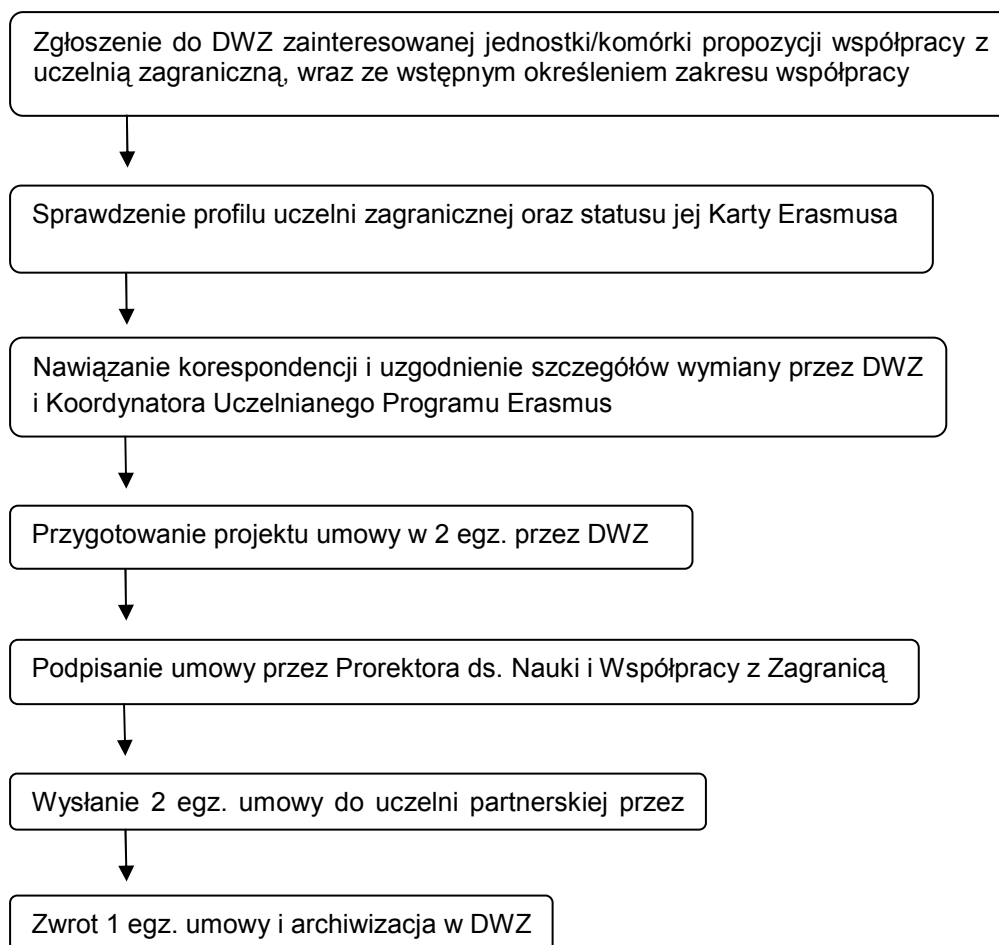 Zgłoszenie do DWZ zainteresowanej jednostki/komórki propozycji współpracy z
uczelnią zagraniczną, wraz ze wstępnym określeniem zakresu współpracy
Sprawdzenie profilu uczelni zagranicznej oraz statusu jej Karty Erasmusa
Nawiązanie korespondencji i uzgodnienie szczegółów wymiany przez DWZ
i Koordynatora Uczelnianego Programu Erasmus
Przygotowanie projektu umowy w 2 egz. przez DWZ
Podpisanie umowy przez Prorektora ds. Nauki i Współpracy z Zagranicą
Wysłanie 2 egz. umowy do uczelni partnerskiej przez
Zwrot 1 egz. umowy i archiwizacja w DWZ